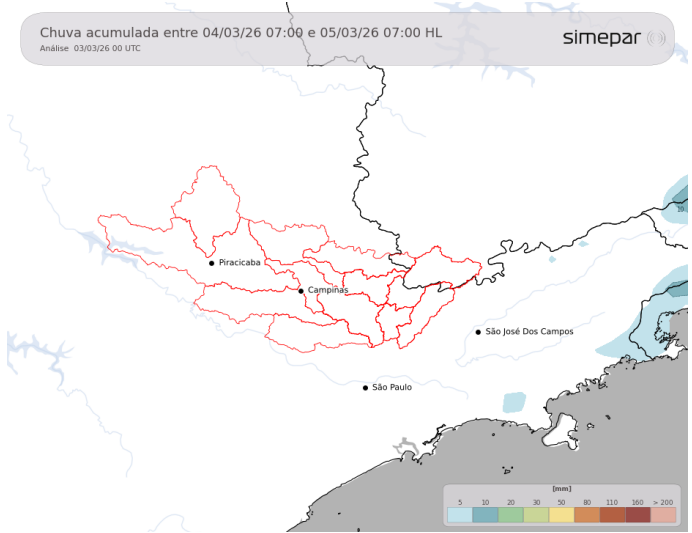 Chuva acumulada entre 04/03/26 07:00 e 05/03/26 07:00 HL
Análise 03/03/26 00 UTC
simepar
10
Piracicaba
Campinas
São José Dos Campos
São Paulo
[mm]
5 10 20 30 50 80 110 160 > 200